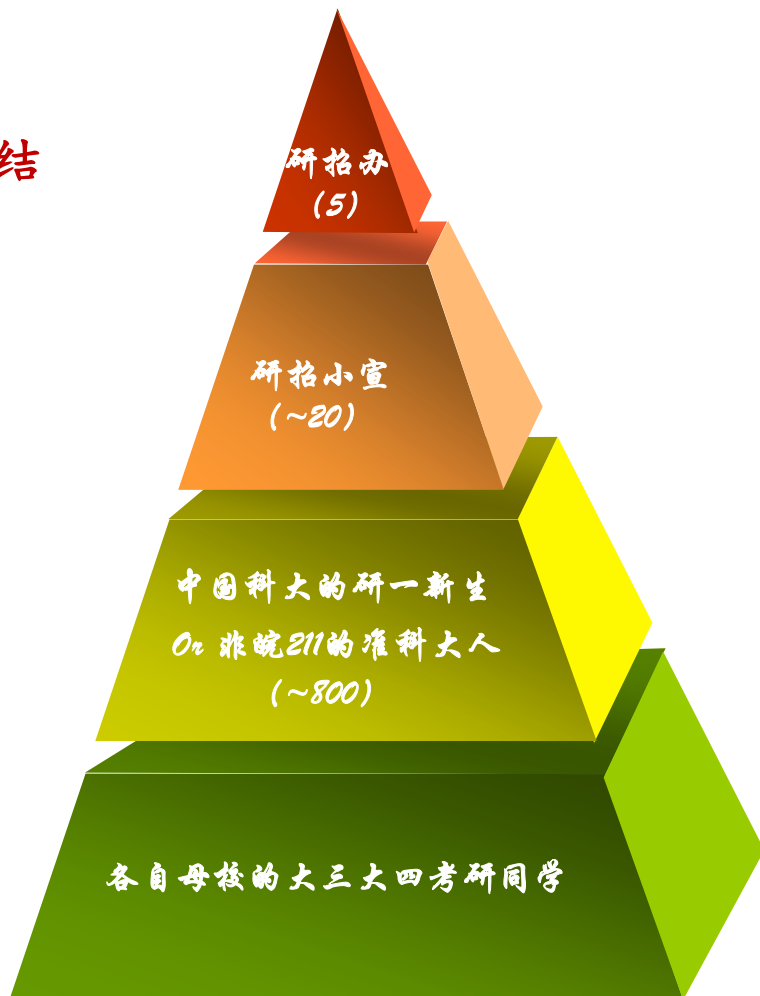 结
研招办
(5)
研招小宣
(~20)
中国科大的研一新生
Or 非皖211的准科大人
(~800)
各自母校的大三大四考研同学